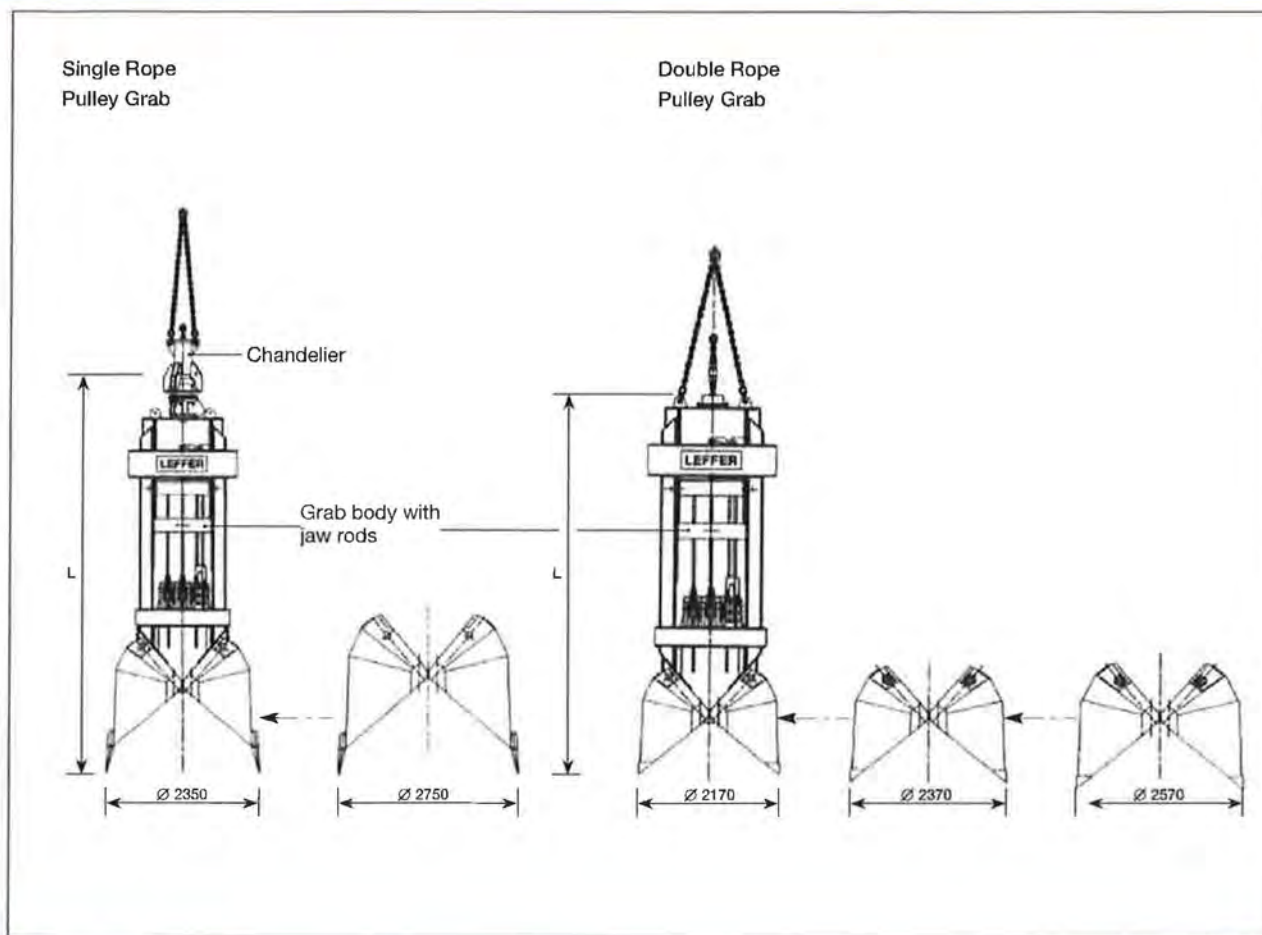 Single Rope
Pulley Grab
Double Rope
Pulley Grab
Chandelier
LEFFER
LEFFER
Grab body with
jaw rods
L
L
Ø 2350
Ø 2750
Ø 2170
Ø 2370
Ø 2570